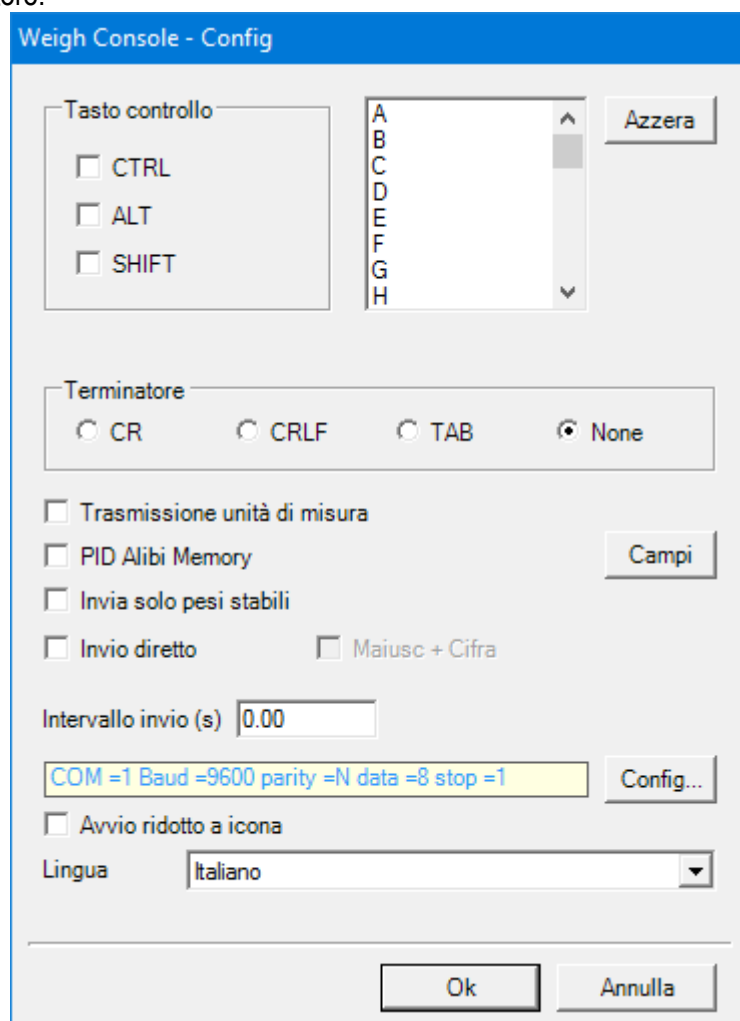 Weigh Console - Config
Tasto controllo
CTRL
ALT
SHIFT
A
B
C
D
E
F
G
H
Azzera
Terminatore
CR
CRLF
TAB
None
Trasmissione unità di misura
PID Alibi Memory
Campi
Invia solo pesi stabili
Invio diretto
Maiusc + Cifra
Intervallo invio (s) 0.00
COM =1 Baud =9600 parity =N data =8 stop =1
Config...
Avvio ridotto a icona
Lingua Italiano
Ok
Annulla